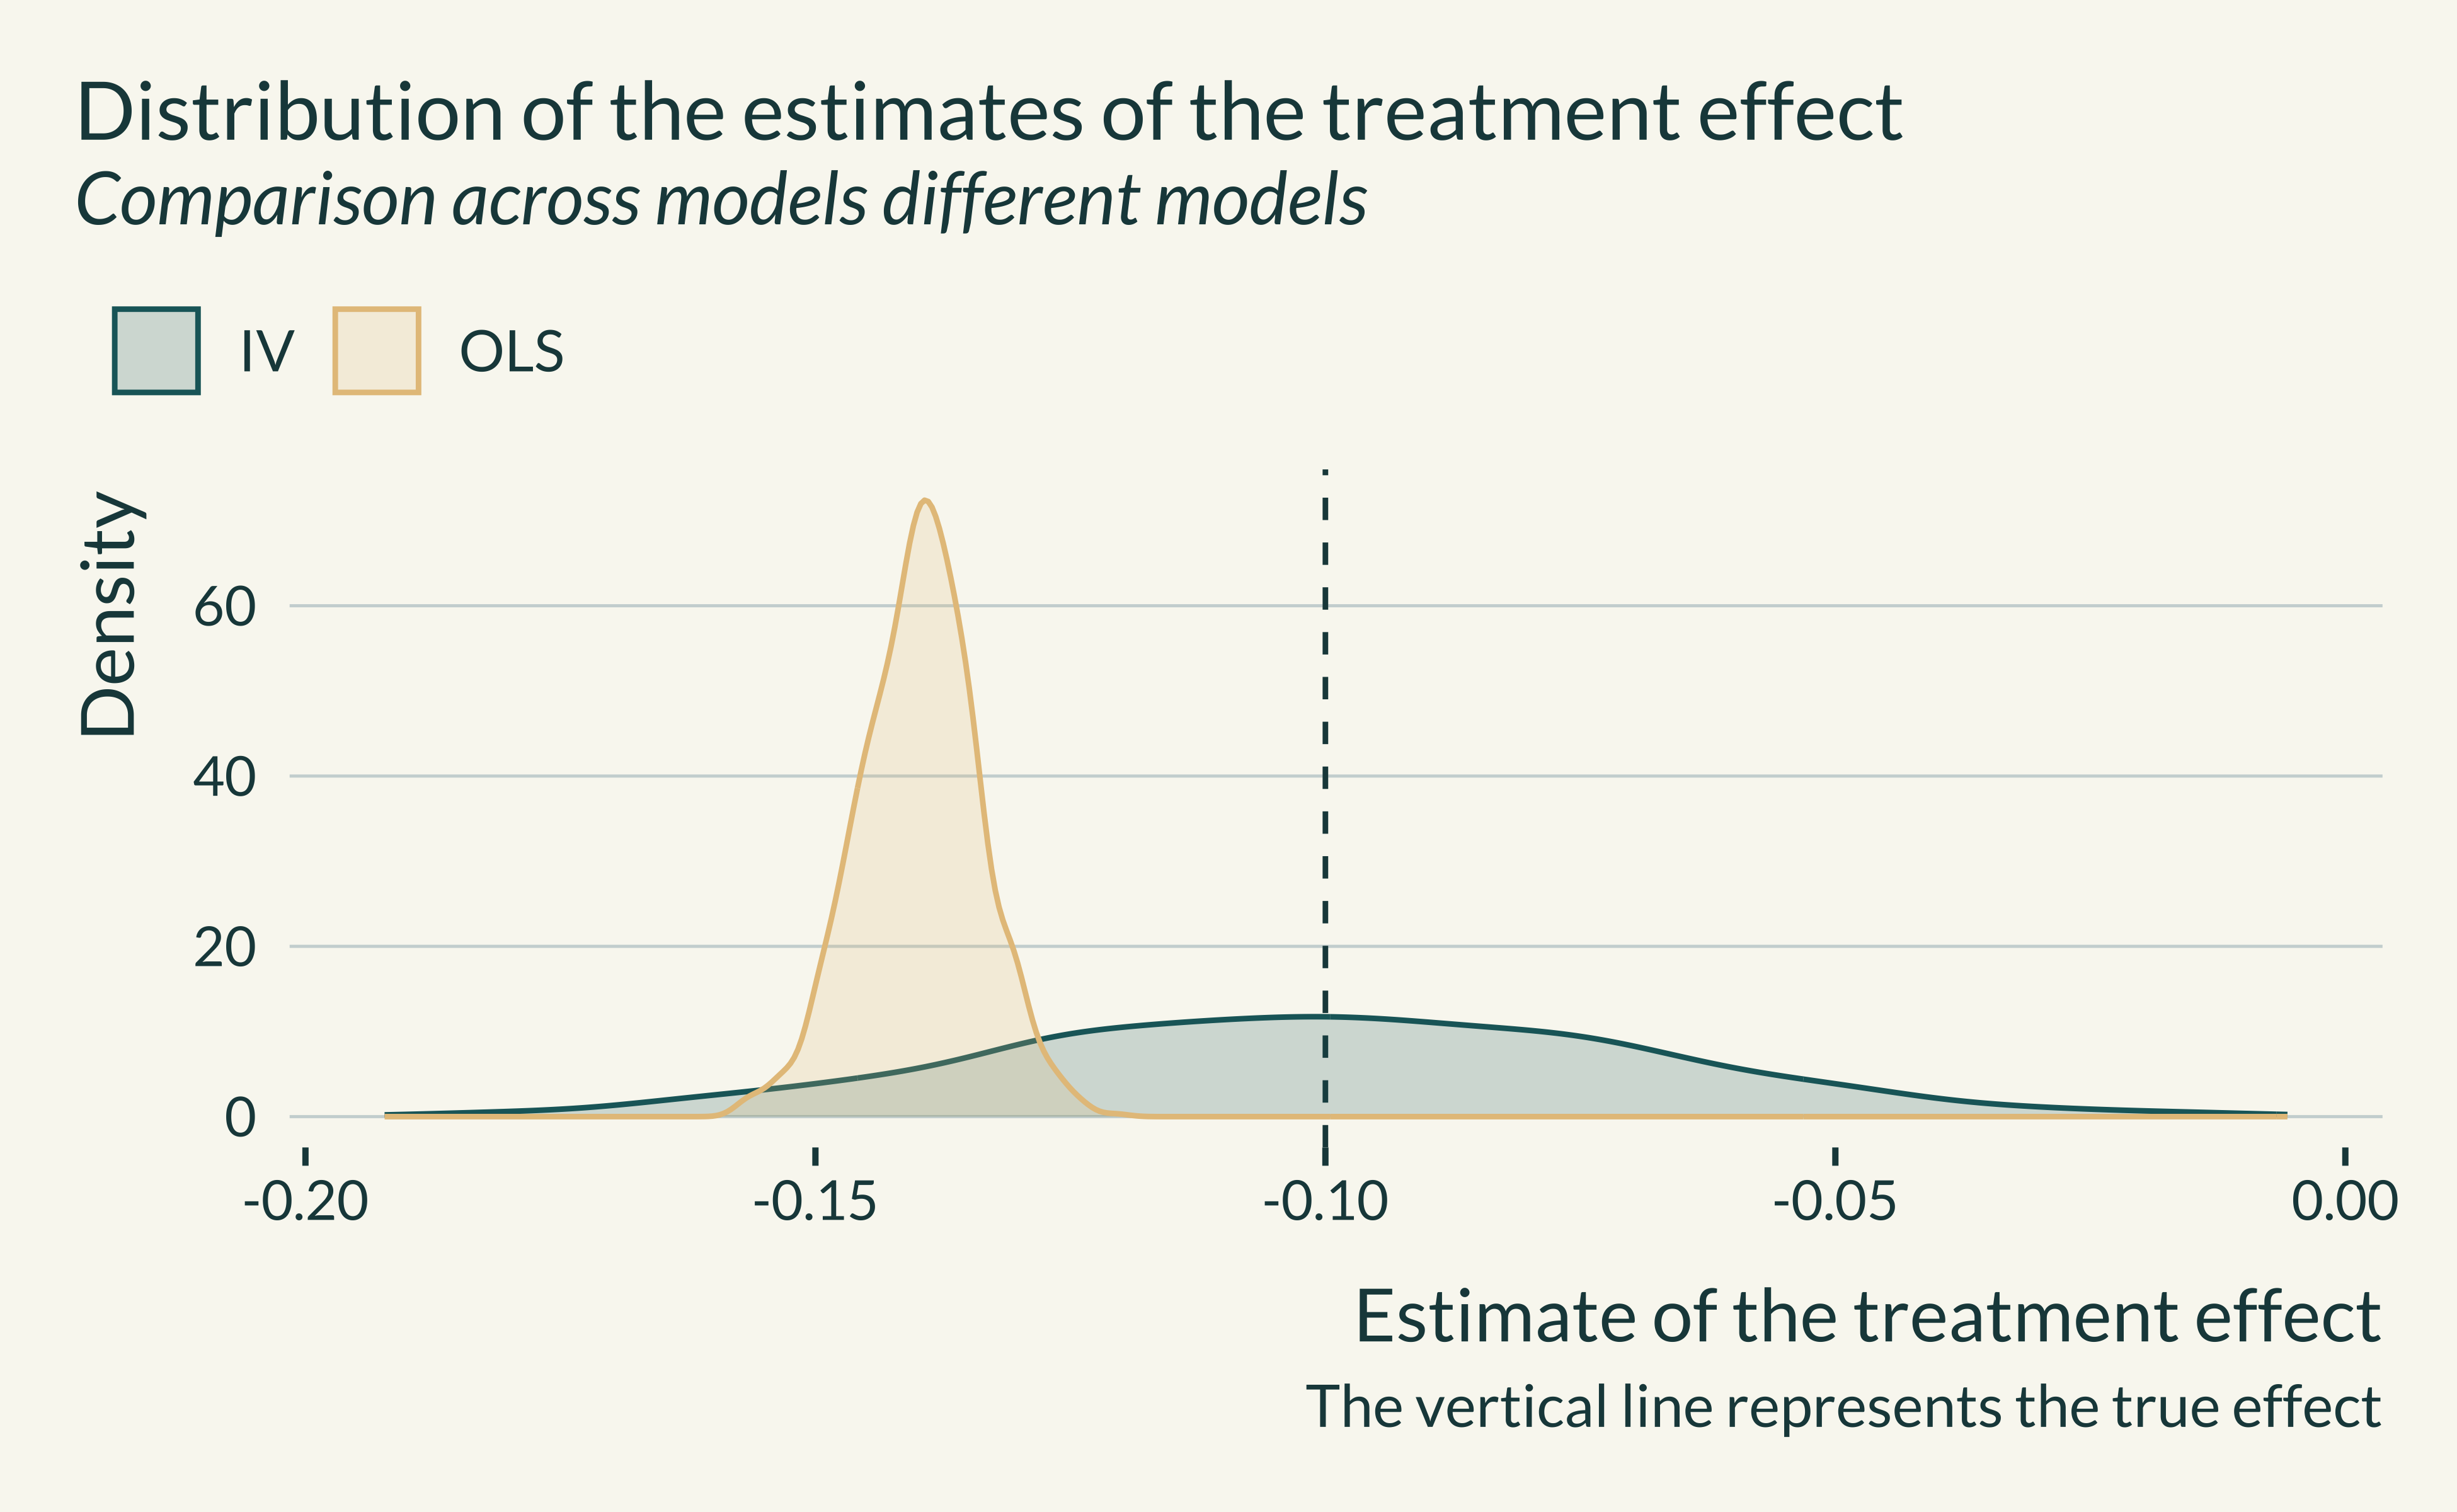 Distribution of the estimates of the treatment effect
Comparison across models different models
IV OLS
Density
60
40
20
0
-0.20 -0.15 -0.10 -0.05 0.00
Estimate of the treatment effect
The vertical line represents the true effect